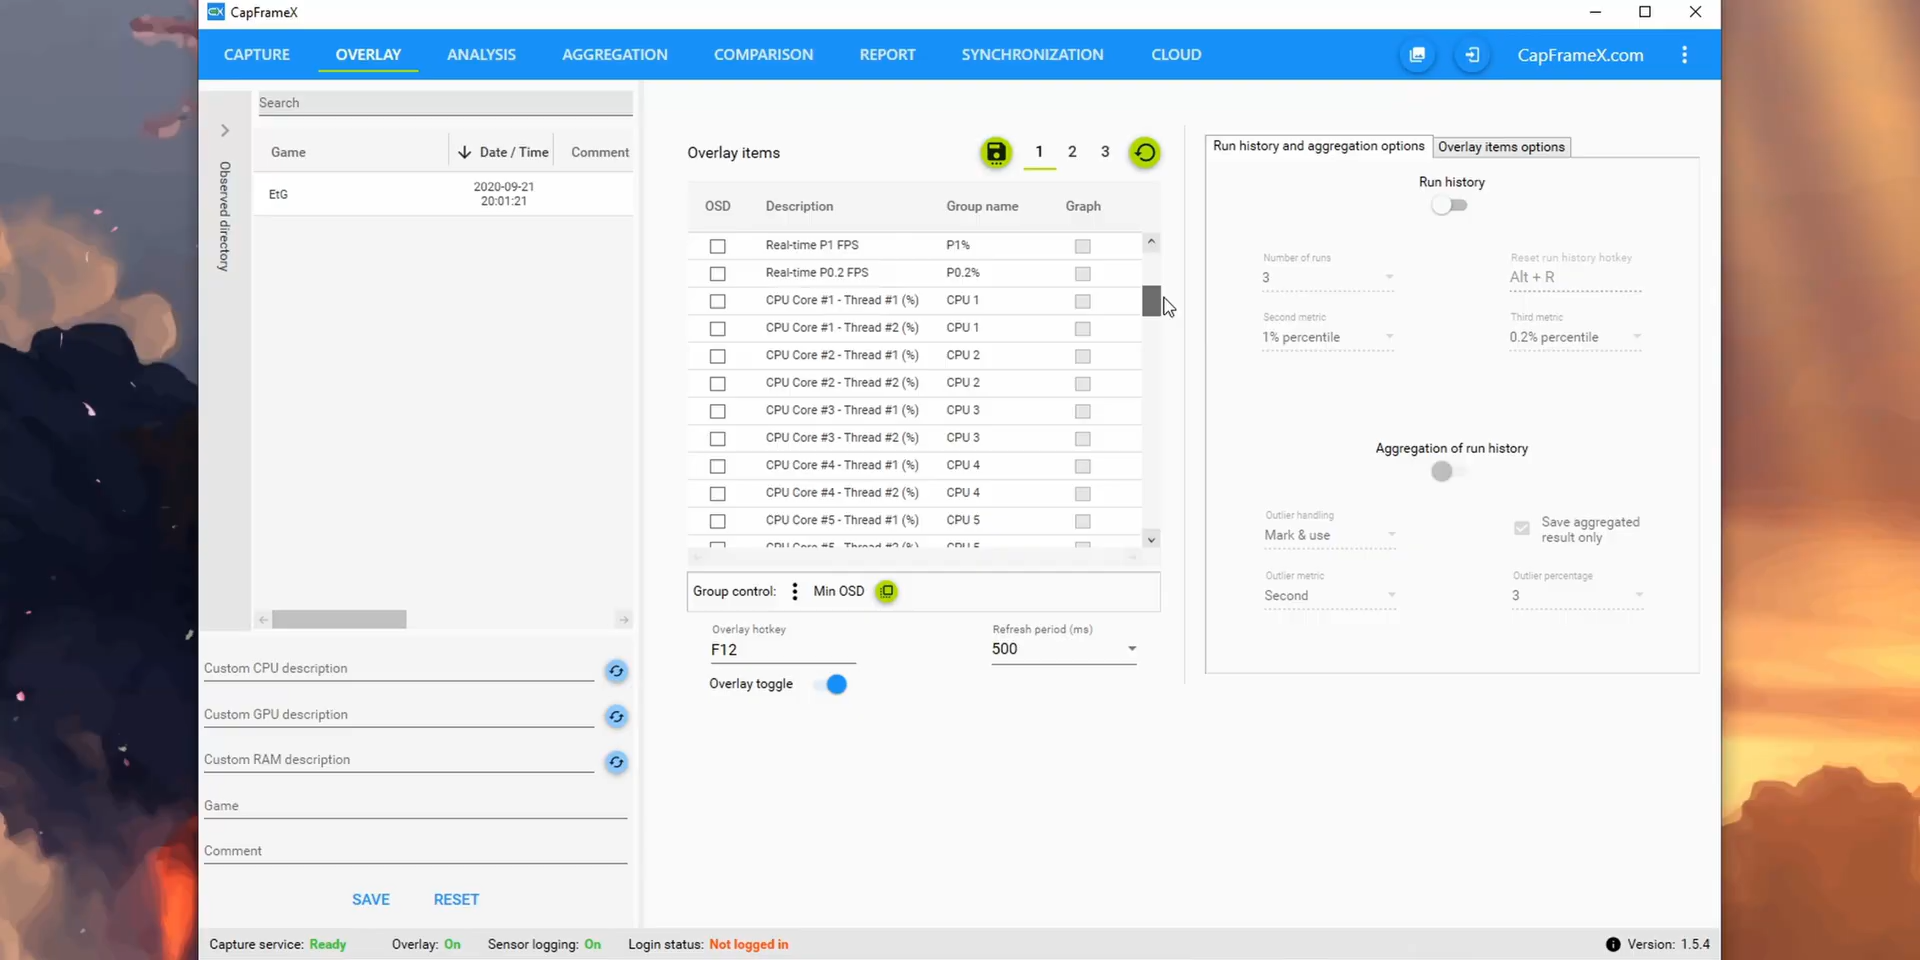 CapFrameX
CAPTURE OVERLAY ANALYSIS AGGREGATION COMPARISON REPORT SYNCHRONIZATION CLOUD CapFrameX.com
Observed directory
Search
Game Date / Time Comment
EtG 2020-09-21
20:01:21
Custom CPU description
Custom GPU description
Custom RAM description
Game
Comment
SAVE RESET
Overlay items 1 2 3
OSD Description Group name Graph
Real-time P1 FPS P1%
Real-time P0.2 FPS P0.2%
CPU Core #1 - Thread #1 (%) CPU 1
CPU Core #1 - Thread #2 (%) CPU 1
CPU Core #2 - Thread #1 (%) CPU 2
CPU Core #2 - Thread #2 (%) CPU 2
CPU Core #3 - Thread #1 (%) CPU 3
CPU Core #3 - Thread #2 (%) CPU 3
CPU Core #4 - Thread #1 (%) CPU 4
CPU Core #4 - Thread #2 (%) CPU 4
CPU Core #5 - Thread #1 (%) CPU 5
CPU Core #5 - Thread #2 (%) CPU 5
Group control: Min OSD
Overlay hotkey Refresh period (ms)
F12 500
Overlay toggle
Run history and aggregation options Overlay items options
Run history
Number of runs Reset run history hotkey
3 Alt + R
Second metric Third metric
1% percentile 0.2% percentile
Aggregation of run history
Outlier handling
Mark & use
Save aggregated
result only
Outlier metric Outlier percentage
Second 3
Capture service: Ready Overlay: On Sensor logging: On Login status: Not logged in Version: 1.5.4